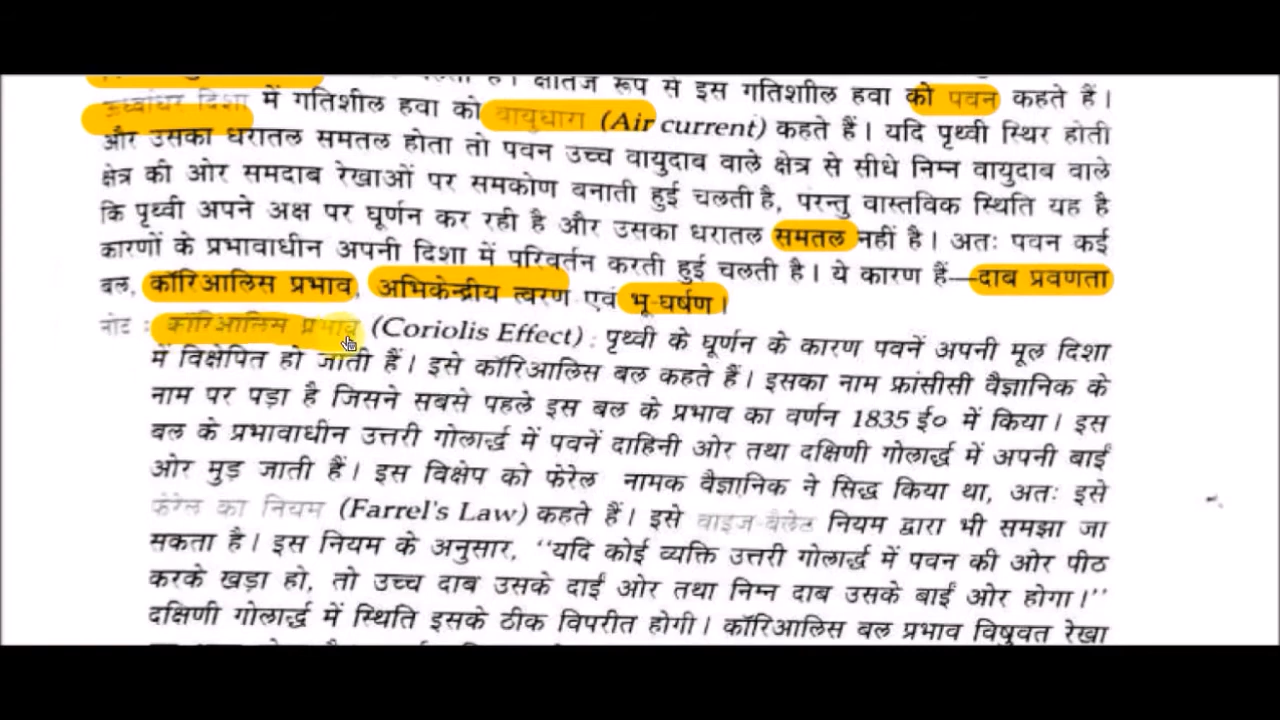 क्षैतिज रूप से इस गतिशाील हवा को पवन कहते हैं।
ऊर्ध्वाधर दिशा में गतिशील हवा को वायुधारा (Air current) कहते हैं। यदि पृथ्वी स्थिर होती
और उसका धरातल समतल होता तो पवन उच्च वायुदाब वाले क्षेत्र से सीधे निम्न वायुदाब वाले
क्षेत्र की ओर समदाब रेखाओं पर समकोण बनाती हुई चलती है, परंन्तु वास्तविक स्थिति यह है
कि पृथ्वी अपने अक्ष पर घूर्णन कर रही है और उसका धरातल समतल नहीं है। अतः पवन कई
कारणों के प्रभावाधीन अपनी दिशा में परिवर्तन करती हुई चलती है। ये कारण हैं—दाब प्रवणता
बल, कॉरिआलिस प्रभाव, अभिकेन्द्रीय त्वरण एवं भू-घर्षण।
नोट : कॉरिआलिस प्रभाव (Coriolis Effect) : पृथ्वी के घूर्णन के कारण पवनें अपनी मूल दिशा
में विक्षेपित हो जाती हैं। इसे कॉरिआलिस बल कहते हैं। इसका नाम फ्रांसीसी वैज्ञानिक के
नाम पर पड़ा है जिसने सबसे पहले इस बल के प्रभाव का वर्णन 1835 ई० में किया। इस
बल के प्रभावाधीन उत्तरी गोलार्द्ध में पवनें दाहिनी ओर तथा दक्षिणी गोलार्द्ध में अपनी बाईं
ओर मुड़ जाती हैं। इस विक्षेप को फेरेल नामक वैज्ञानिक ने सिद्ध किया था, अतः इसे
फेरेल का नियम (Farrel's Law) कहते हैं। इसे वाइज-बैलेट नियम द्वारा भी समझा जा
सकता है। इस नियम के अनुसार, ‘‘यदि कोई व्यक्ति उत्तरी गोलार्द्ध में पवन की ओर पीठ
करके खड़ा हो, तो उच्च दाब उसके दाईं ओर तथा निम्न दाब उसके बाईं ओर होगा।’’
दक्षिणी गोलार्द्ध में स्थिति इसके ठीक विपरीत होगी। कॉरिआलिस बल प्रभाव विषुवत रेखा